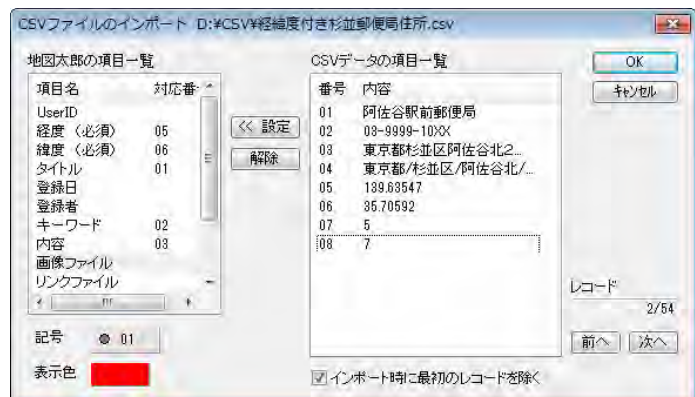 CSVファイルのインポート D:¥CSV¥経緯度付き杉並郵便局住所.csv
地図太郎の項目一覧
項目名 対応番
UserID
経度（必須） 05
緯度（必須） 06
タイトル 01
登録日
登録者
キーワード 02
内容 03
画像ファイル
リンクファイル
記号 01
表示色
<< 設定
解除
CSVデータの項目一覧
番号 内容
01 阿佐谷駅前郵便局
02 03-9999-10XX
03 東京都杉並区阿佐谷北2...
04 東京都/杉並区/阿佐谷北/...
05 139.63547
06 35.70592
07 5
08 7
インポート時に最初のレコードを除く
OK
キャンセル
レコード
2/54
前へ 次へ